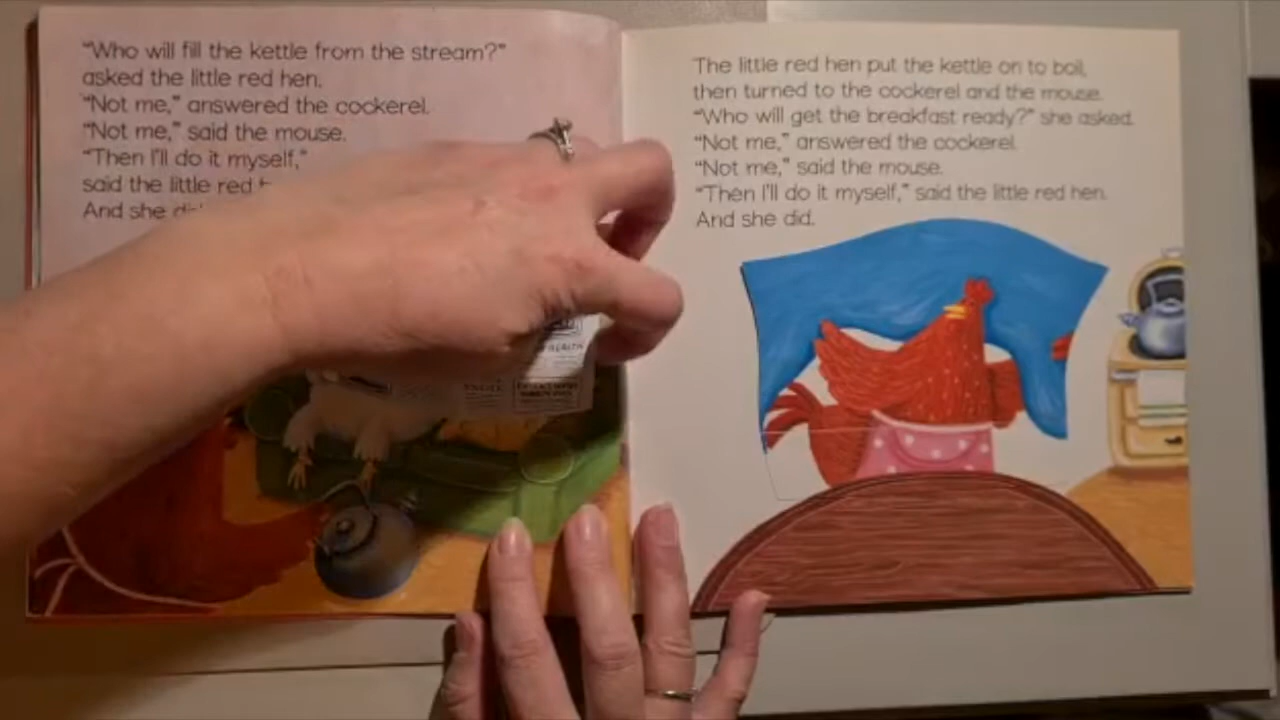 “Who will fill the kettle from the stream?”
asked the little red hen.
“Not me,” answered the cockerel.
“Not me,” said the mouse.
“Then I’ll do it myself,”
said the little red
And she
The little red hen put the kettle on to boil,
then turned to the cockerel and the mouse.
“Who will get the breakfast ready?” she asked.
“Not me,” answered the cockerel.
“Not me,” said the mouse.
“Then I’ll do it myself,” said the little red hen.
And she did.